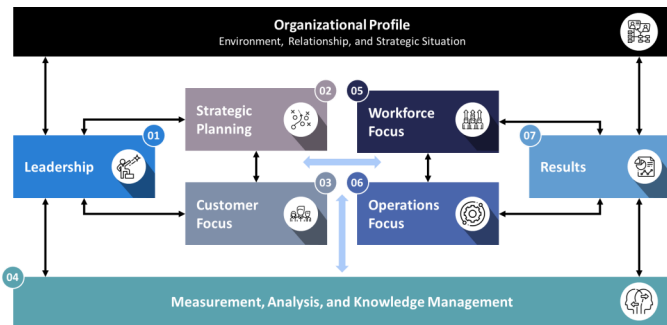 Organizational Profile
Environment, Relationship, and Strategic Situation
01
Leadership
02
Strategic
Planning
03
Customer
Focus
05
Workforce
Focus
06
Operations
Focus
07
Results
04
Measurement, Analysis, and Knowledge Management